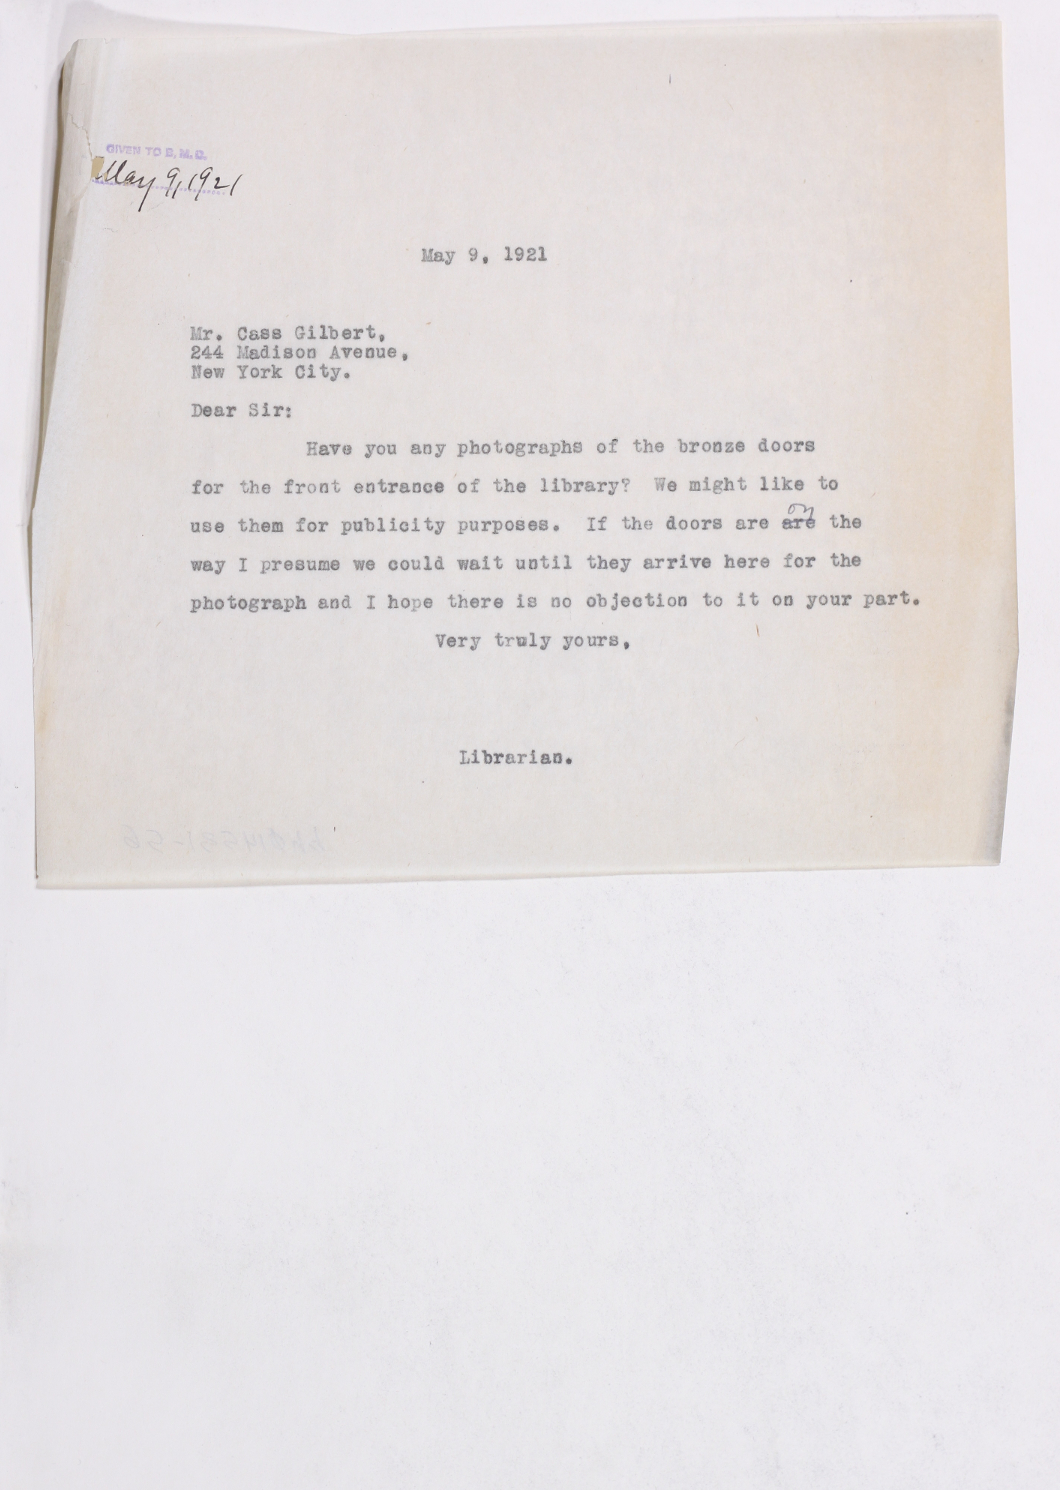 GIVEN TO B. M. C.
May 9, 1921
May 9, 1921
Mr. Cass Gilbert,
244 Madison Avenue,
New York City.
Dear Sir:
Have you any photographs of the bronze doors
for the front entrance of the library? We might like to
on
use them for publicity purposes. If the doors are are the
way I presume we could wait until they arrive here for the
photograph and I hope there is no objection to it on your part.
Very truly yours,
Librarian.